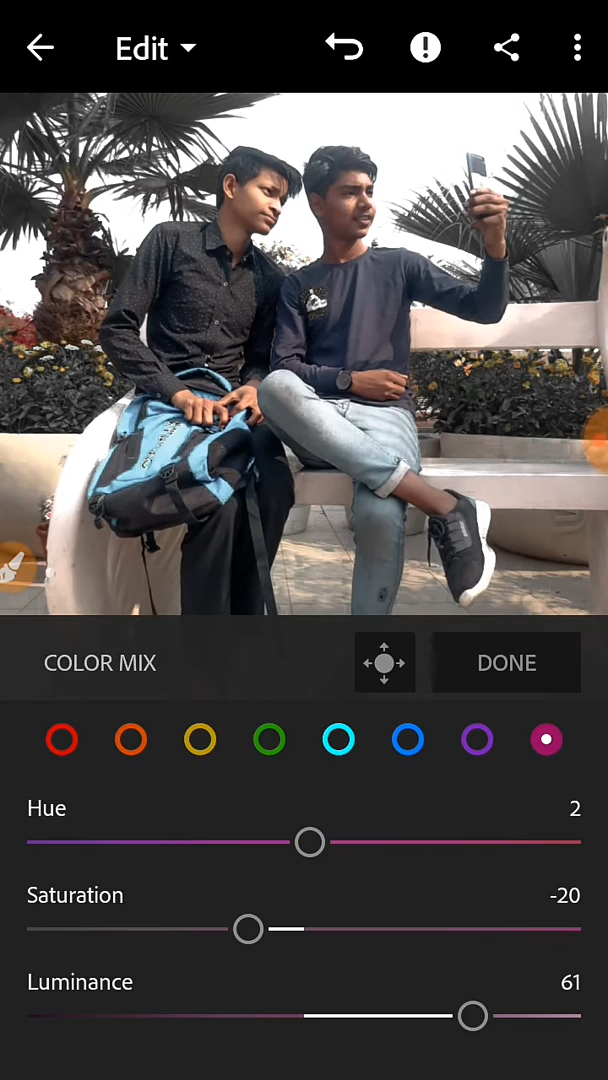 Edit
COLOR MIX
DONE
Hue
2
Saturation
-20
Luminance
61